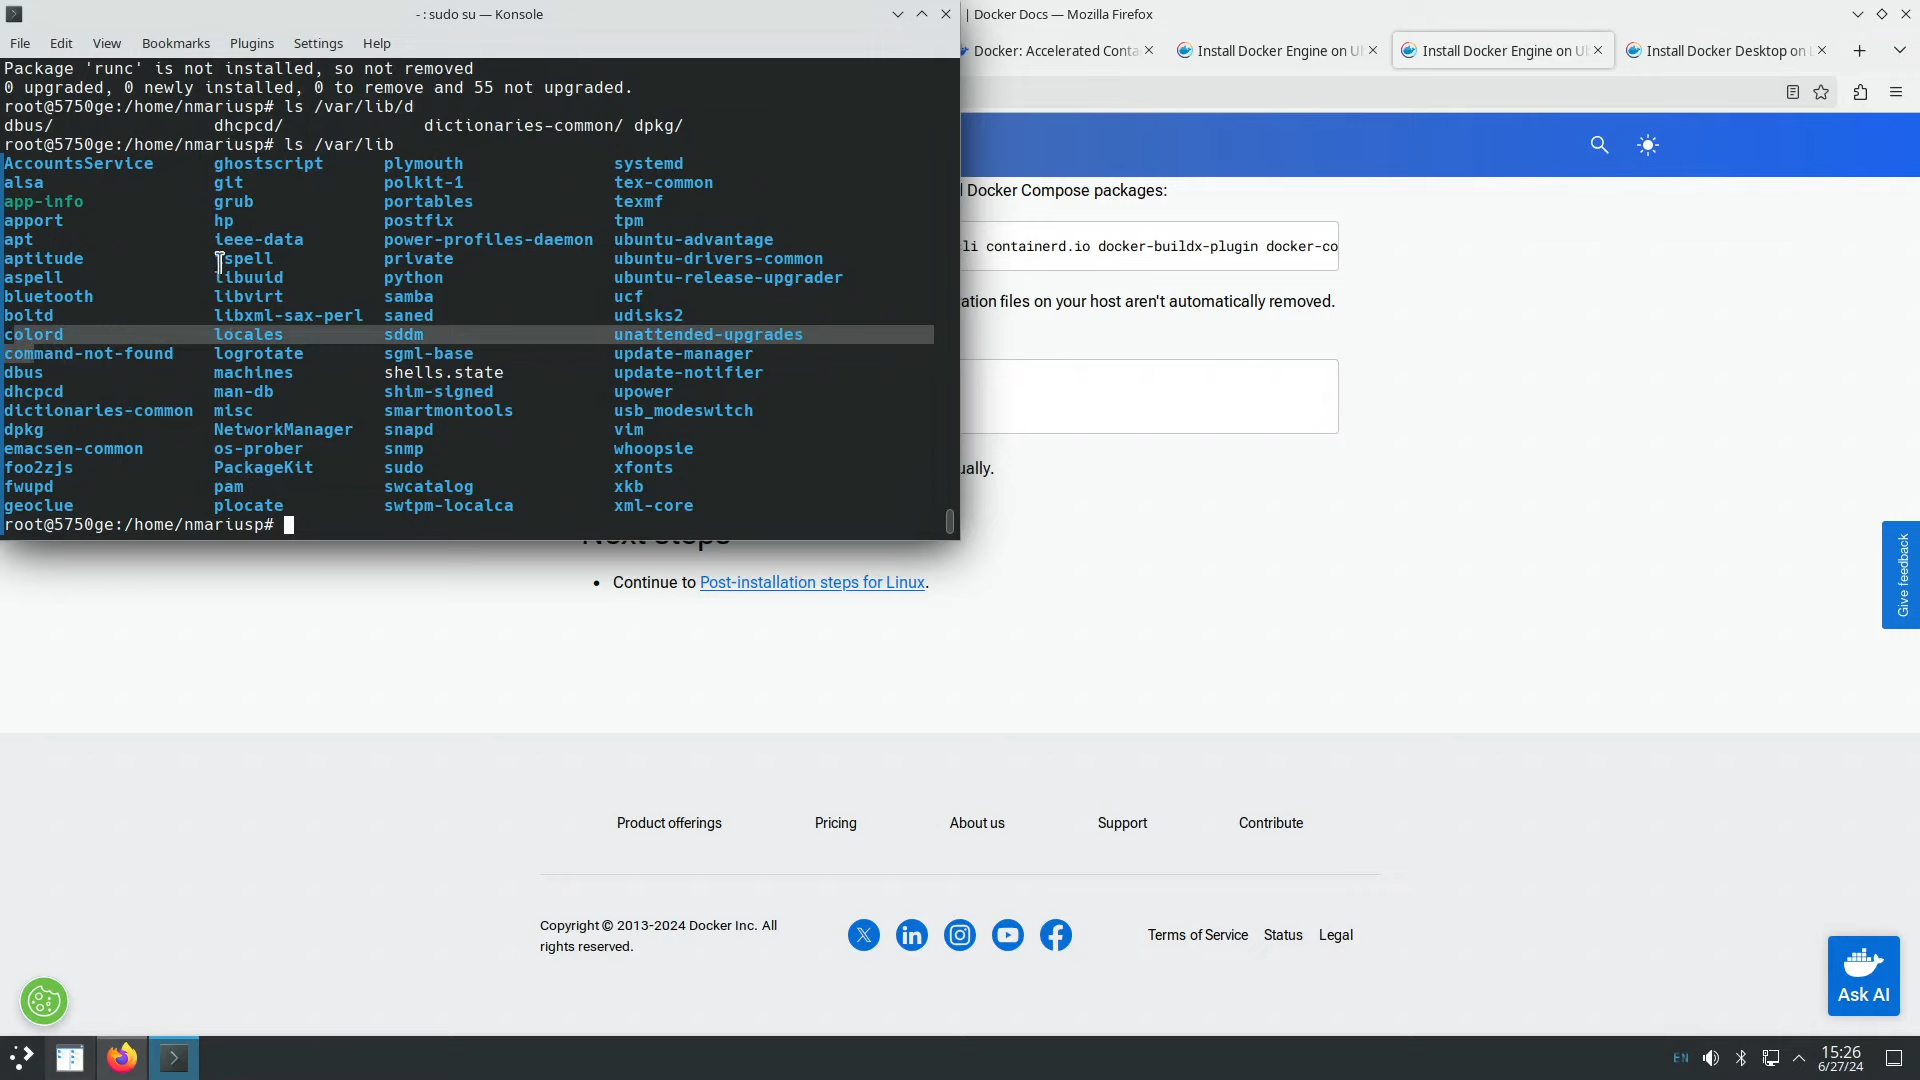 - : sudo su — Konsole
File Edit View Bookmarks Plugins Settings Help
Package 'runc' is not installed, so not removed
0 upgraded, 0 newly installed, 0 to remove and 55 not upgraded.
root@5750ge:/home/nmariusp# ls /var/lib/d
dbus/ dhcpcd/ dictionaries-common/ dpkg/
root@5750ge:/home/nmariusp# ls /var/lib
AccountsService ghostscript plymouth systemd
alsa git polkit-1 tex-common
app-info grub portables texmf
apport hp postfix tpm
apt ieee-data power-profiles-daemon ubuntu-advantage
aptitude ispell private ubuntu-drivers-common
aspell libuuid python ubuntu-release-upgrader
bluetooth libvirt samba ucf
boltd libxml-sax-perl saned udisks2
colord locales sddm unattended-upgrades
command-not-found logrotate sgml-base update-manager
dbus machines shells.state update-notifier
dhcpcd man-db shim-signed upower
dictionaries-common misc smartmontools usb_modeswitch
dpkg NetworkManager snapd vim
emacsen-common os-prober snmp whoopsie
foo2zjs PackageKit sudo xfonts
fwupd pam swcatalog xkb
geoclue plocate swtpm-localca xml-core
root@5750ge:/home/nmariusp#
| Docker Docs — Mozilla Firefox
Docker: Accelerated Conta
Install Docker Engine on U
Install Docker Engine on U
Install Docker Desktop on L
Docker Compose packages:
li containerd.io docker-buildx-plugin docker-co
ation files on your host aren't automatically removed.
ually.
Next steps
• Continue to Post-installation steps for Linux.
Give feedback
Product offerings Pricing About us Support Contribute
Copyright © 2013-2024 Docker Inc. All
rights reserved.
Terms of Service Status Legal
Ask AI
EN
15:26
6/27/24